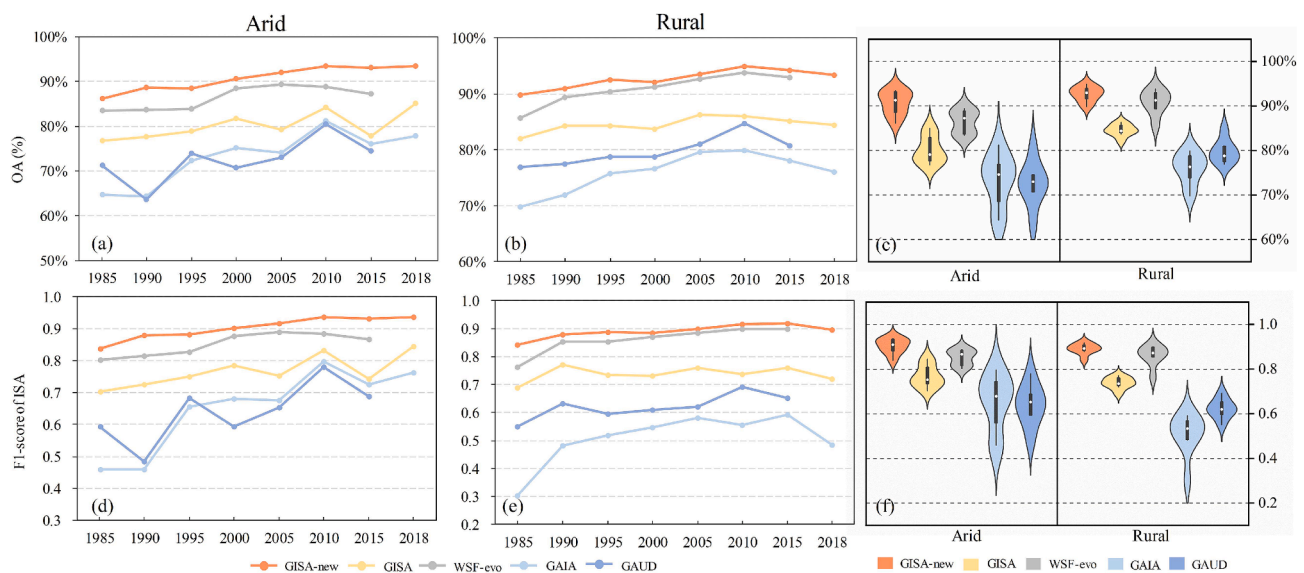 Arid
Rural
100%
90%
80%
70%
60%
50%
OA (%)
(a)
1985 1990 1995 2000 2005 2010 2015 2018
100%
90%
80%
70%
60%
(b)
1985 1990 1995 2000 2005 2010 2015 2018
100%
90%
80%
70%
60%
(c)
Arid Rural
1.0
0.9
0.8
0.7
0.6
0.5
0.4
0.3
F1-score of ISA
(d)
1985 1990 1995 2000 2005 2010 2015 2018
1.0
0.9
0.8
0.7
0.6
0.5
0.4
0.3
0.2
(e)
1985 1990 1995 2000 2005 2010 2015 2018
1.0
0.8
0.6
0.4
0.2
(f)
Arid Rural
GISA-new GISA WSF-evo GAIA GAUD
GISA-new GISA WSF-evo GAIA GAUD